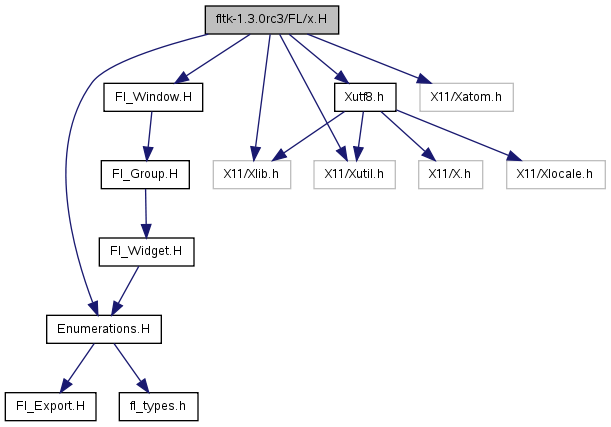 fltk-1.3.0rc3/FL/x.H
Fl_Window.H
Xutf8.h
X11/Xatom.h
Fl_Group.H
X11/Xlib.h
X11/Xutil.h
X11/X.h
X11/Xlocale.h
Fl_Widget.H
Enumerations.H
Fl_Export.H
fl_types.h